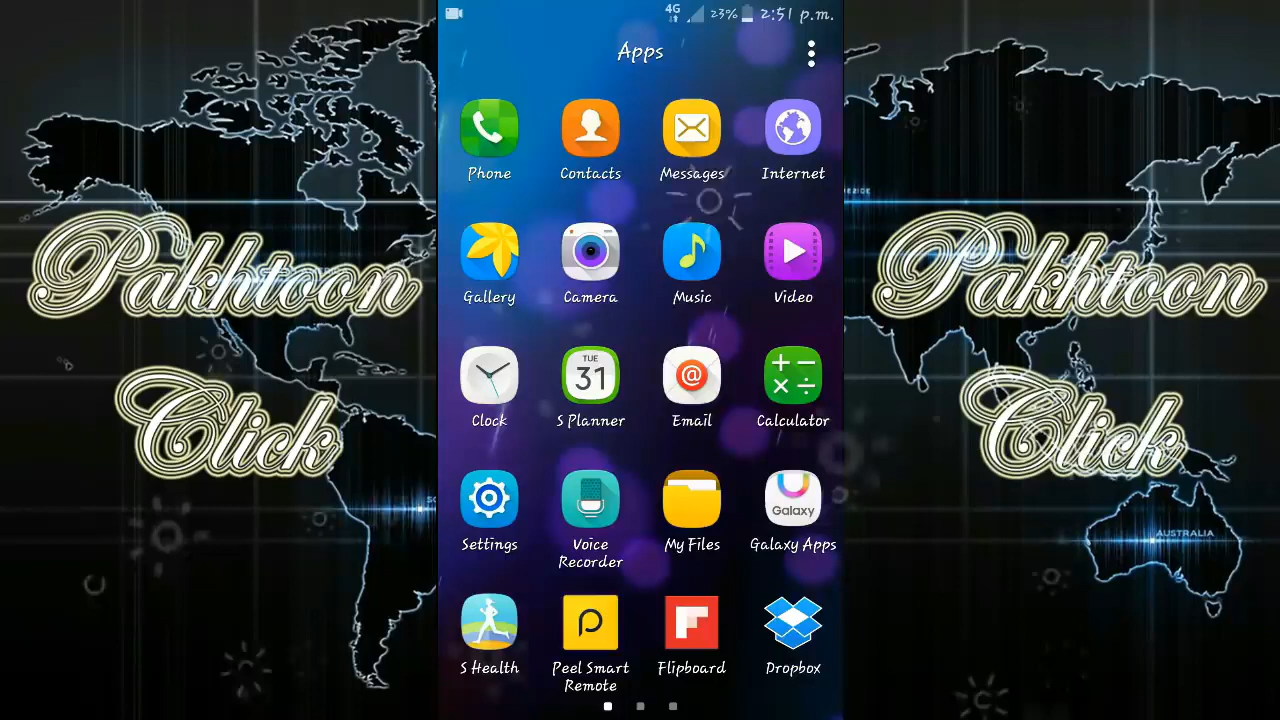 4G 23% 2:51 p.m.
Apps
Phone Contacts Messages Internet
Gallery Camera Music Video
TUE
31
@
Clock S Planner Email Calculator
Galaxy
Settings Voice Recorder My Files Galaxy Apps
S Health Peel Smart Remote Flipboard Dropbox
Pakhtoon
Click
Pakhtoon
Click
AUSTRALIA